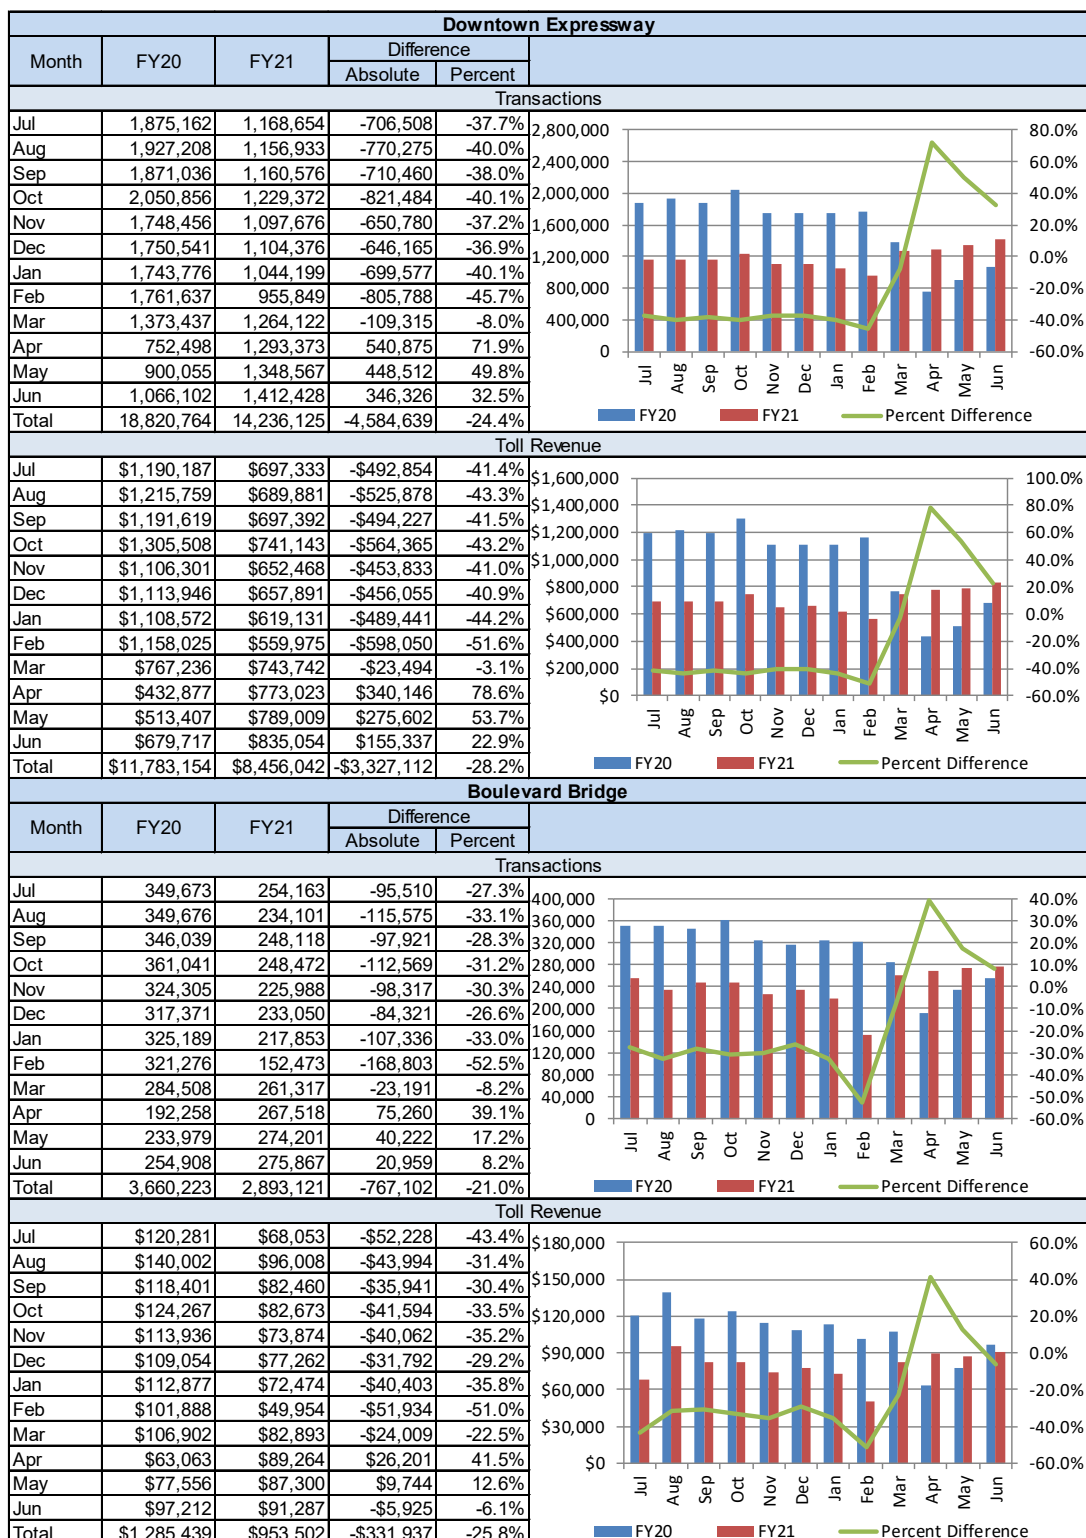 Downtown Expressway
Month FY20 FY21 Difference
Absolute Percent
Transactions
Jul 1,875,162 1,168,654 -706,508 -37.7%
Aug 1,927,208 1,156,933 -770,275 -40.0%
Sep 1,871,036 1,160,576 -710,460 -38.0%
Oct 2,050,856 1,229,372 -821,484 -40.1%
Nov 1,748,456 1,097,676 -650,780 -37.2%
Dec 1,750,541 1,104,376 -646,165 -36.9%
Jan 1,743,776 1,044,199 -699,577 -40.1%
Feb 1,761,637 955,849 -805,788 -45.7%
Mar 1,373,437 1,264,122 -109,315 -8.0%
Apr 752,498 1,293,373 540,875 71.9%
May 900,055 1,348,567 448,512 49.8%
Jun 1,066,102 1,412,428 346,326 32.5%
Total 18,820,764 14,236,125 -4,584,639 -24.4%
2,800,000 80.0%
2,400,000 60.0%
2,000,000 40.0%
1,600,000 20.0%
1,200,000 0.0%
800,000 -20.0%
400,000 -40.0%
0 -60.0%
Jul Aug Sep Oct Nov Dec Jan Feb Mar Apr May Jun
FY20 FY21 Percent Difference
Toll Revenue
Jul $1,190,187 $697,333 -$492,854 -41.4%
Aug $1,215,759 $689,881 -$525,878 -43.3%
Sep $1,191,619 $697,392 -$494,227 -41.5%
Oct $1,305,508 $741,143 -$564,365 -43.2%
Nov $1,106,301 $652,468 -$453,833 -41.0%
Dec $1,113,946 $657,891 -$456,055 -40.9%
Jan $1,108,572 $619,131 -$489,441 -44.2%
Feb $1,158,025 $559,975 -$598,050 -51.6%
Mar $767,236 $743,742 -$23,494 -3.1%
Apr $432,877 $773,023 $340,146 78.6%
May $513,407 $789,009 $275,602 53.7%
Jun $679,717 $835,054 $155,337 22.9%
Total $11,783,154 $8,456,042 -$3,327,112 -28.2%
$1,600,000 100.0%
$1,400,000 80.0%
$1,200,000 60.0%
$1,000,000 40.0%
$800,000 20.0%
$600,000 0.0%
$400,000 -20.0%
$200,000 -40.0%
$0 -60.0%
Jul Aug Sep Oct Nov Dec Jan Feb Mar Apr May Jun
FY20 FY21 Percent Difference
Boulevard Bridge
Month FY20 FY21 Difference
Absolute Percent
Transactions
Jul 349,673 254,163 -95,510 -27.3%
Aug 349,676 234,101 -115,575 -33.1%
Sep 346,039 248,118 -97,921 -28.3%
Oct 361,041 248,472 -112,569 -31.2%
Nov 324,305 225,988 -98,317 -30.3%
Dec 317,371 233,050 -84,321 -26.6%
Jan 325,189 217,853 -107,336 -33.0%
Feb 321,276 152,473 -168,803 -52.5%
Mar 284,508 261,317 -23,191 -8.2%
Apr 192,258 267,518 75,260 39.1%
May 233,979 274,201 40,222 17.2%
Jun 254,908 275,867 20,959 8.2%
Total 3,660,223 2,893,121 -767,102 -21.0%
400,000 40.0%
360,000 30.0%
320,000 20.0%
280,000 10.0%
240,000 0.0%
200,000 -10.0%
160,000 -20.0%
120,000 -30.0%
80,000 -40.0%
40,000 -50.0%
0 -60.0%
Jul Aug Sep Oct Nov Dec Jan Feb Mar Apr May Jun
FY20 FY21 Percent Difference
Toll Revenue
Jul $120,281 $68,053 -$52,228 -43.4%
Aug $140,002 $96,008 -$43,994 -31.4%
Sep $118,401 $82,460 -$35,941 -30.4%
Oct $124,267 $82,673 -$41,594 -33.5%
Nov $113,936 $73,874 -$40,062 -35.2%
Dec $109,054 $77,262 -$31,792 -29.2%
Jan $112,877 $72,474 -$40,403 -35.8%
Feb $101,888 $49,954 -$51,934 -51.0%
Mar $106,902 $82,893 -$24,009 -22.5%
Apr $63,063 $89,264 $26,201 41.5%
May $77,556 $87,300 $9,744 12.6%
Jun $97,212 $91,287 -$5,925 -6.1%
Total $1,285,439 $953,502 -$331,937 -25.8%
$180,000 60.0%
$150,000 40.0%
$120,000 20.0%
$90,000 0.0%
$60,000 -20.0%
$30,000 -40.0%
$0 -60.0%
Jul Aug Sep Oct Nov Dec Jan Feb Mar Apr May Jun
FY20 FY21 Percent Difference